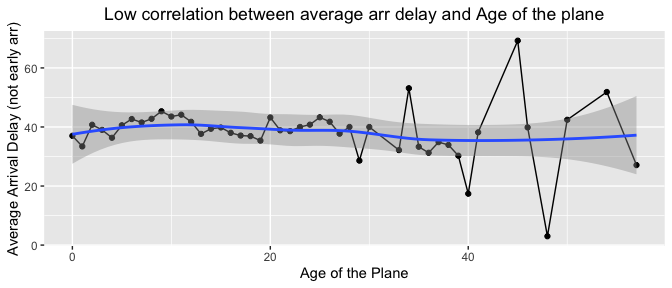 Low correlation between average arr delay and Age of the plane
Average Arrival Delay (not early arr)
60
40
20
0
0 20 40
Age of the Plane